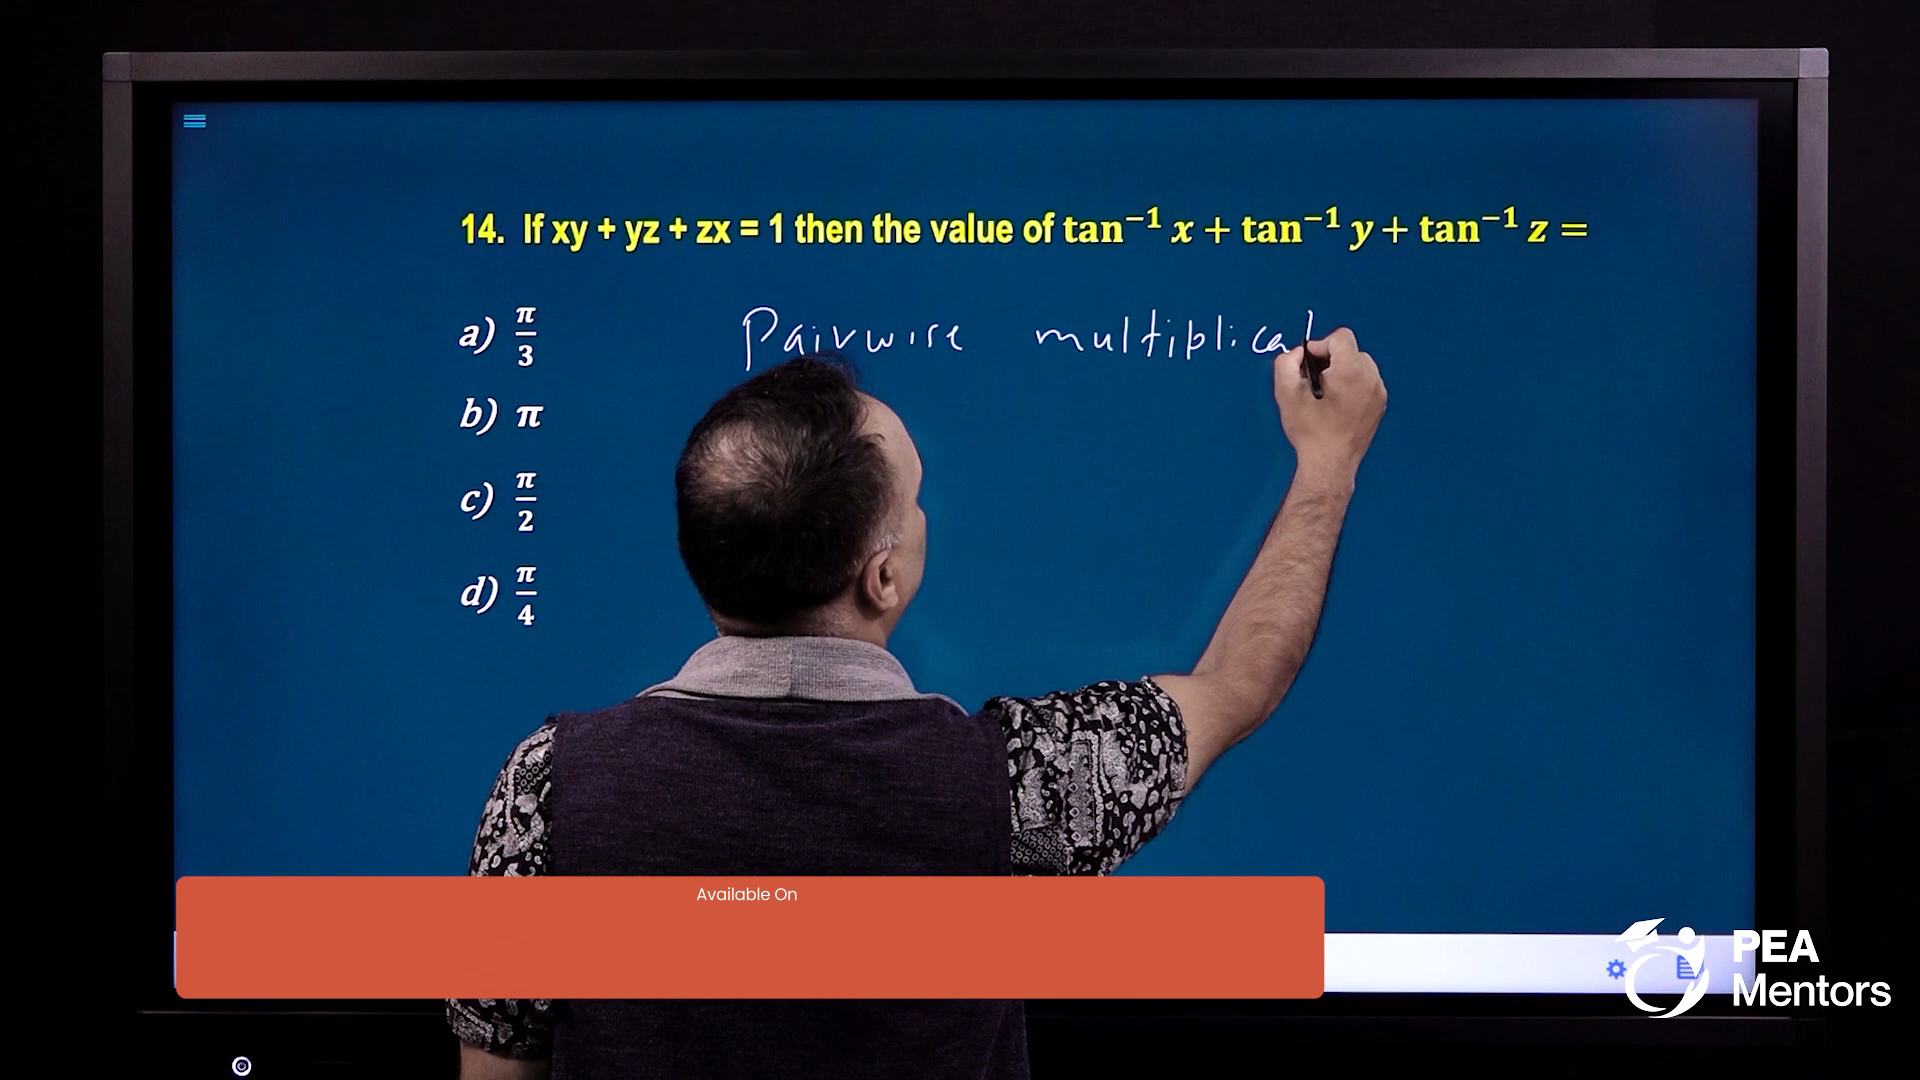 14. If xy + yz + zx = 1 then the value of tan⁻¹ x + tan⁻¹ y + tan⁻¹ z =
Pairwise multiplicat
a) π/3
b) π
c) π/2
d) π/4
Available On
PEA
Mentors